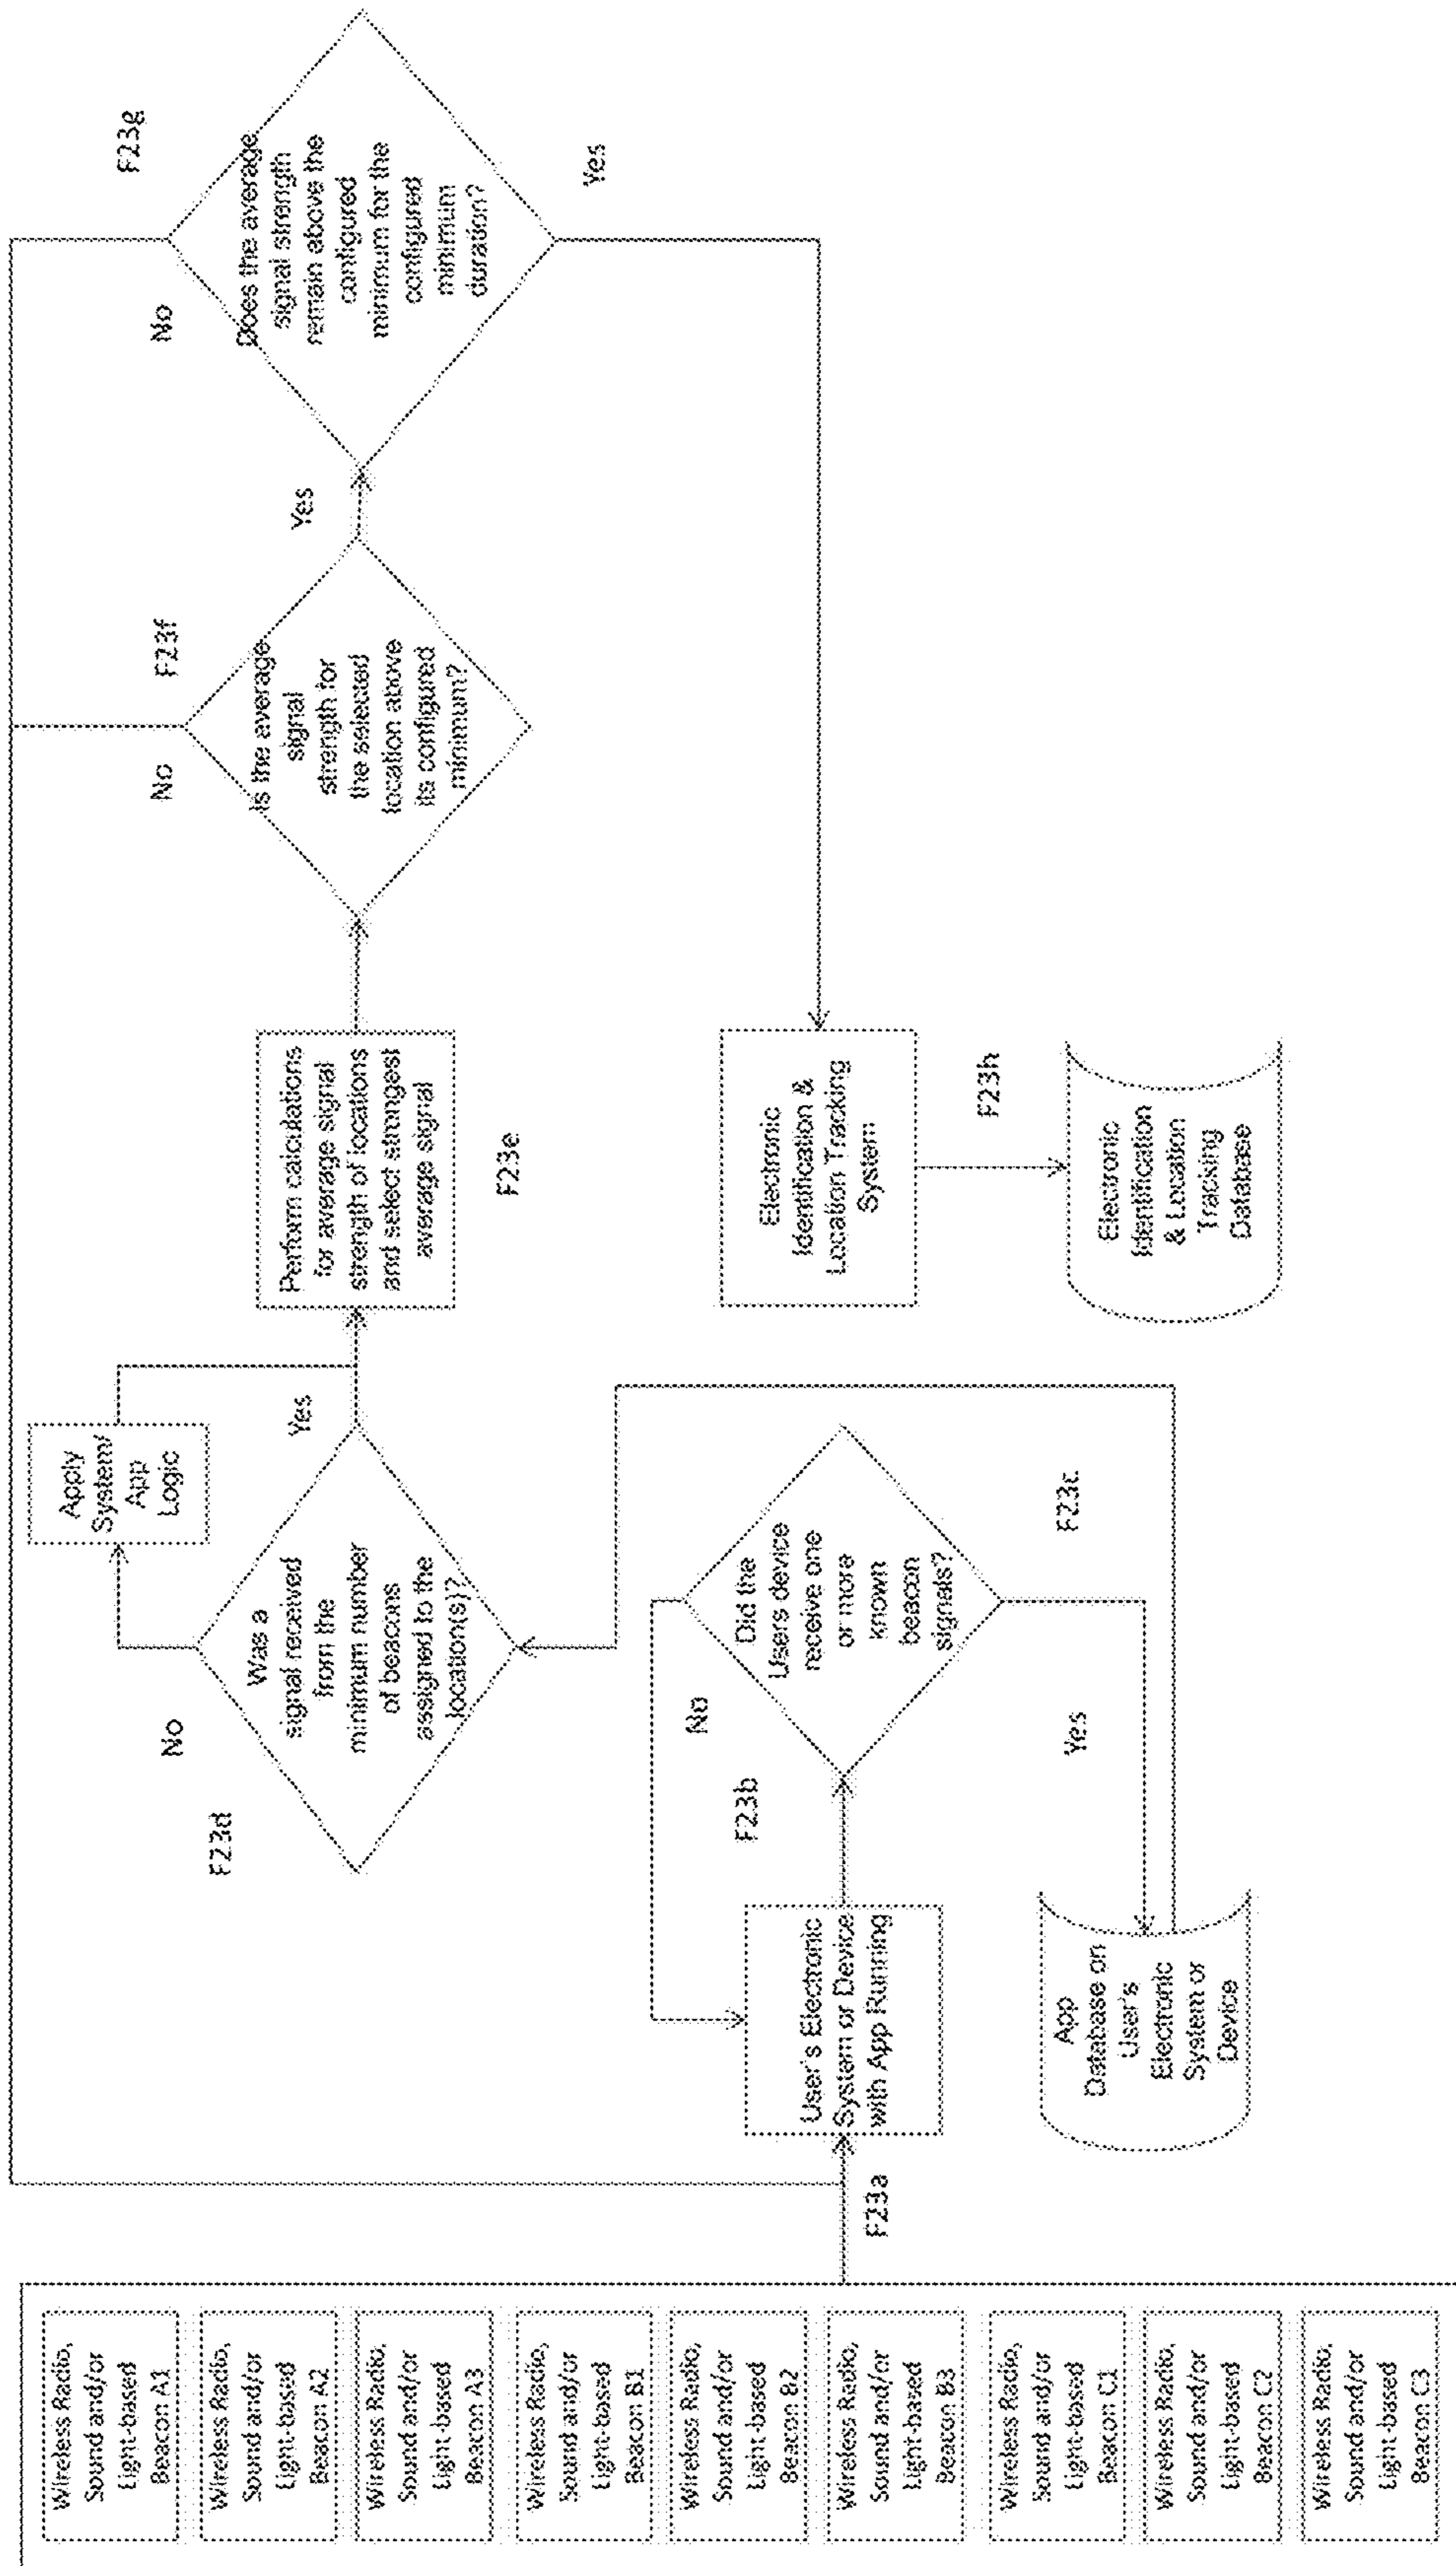 Wireless Radio,
Sound and/or
Light-based
Beacon A1
Wireless Radio,
Sound and/or
Light-based
Beacon A2
Wireless Radio,
Sound and/or
Light-based
Beacon A3
Wireless Radio,
Sound and/or
Light-based
Beacon B1
Wireless Radio,
Sound and/or
Light-based
Beacon B2
Wireless Radio,
Sound and/or
Light-based
Beacon B3
Wireless Radio,
Sound and/or
Light-based
Beacon C1
Wireless Radio,
Sound and/or
Light-based
Beacon C2
Wireless Radio,
Sound and/or
Light-based
Beacon C3
F23a
User's Electronic
System or Device
with App Running
F23b
Did the
Users device
receive one
or more
known
beacon
signals?
No
Yes
F23c
App
Database on
User's
Electronic
System or
Device
F23d
Was a
signal received
from the
minimum number
of beacons
assigned to the
location(s)?
No
Apply
System/
App
Logic
Yes
Perform calculations
for average signal
strength of locations
and select strongest
average signal
F23e
Is the average
signal
strength for
the selected
location above
its configured
minimum?
F23f
No
Yes
Does the average
signal strength
remain above the
configured
minimum for the
configured
minimum
duration?
F23g
No
Yes
Electronic
Identification &
Location Tracking
System
F23h
Electronic
Identification
& Location
Tracking
Database